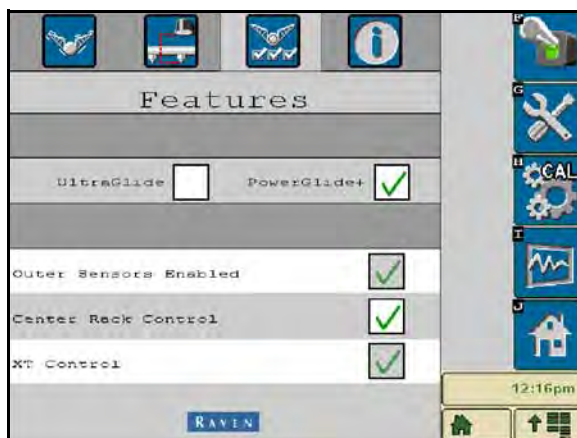 F
Features
G
UltraGlide PowerGlide+
H
CAL
Outer Sensors Enabled
I
Center Rack Control
J
XT Control
12:16pm
RAVEN